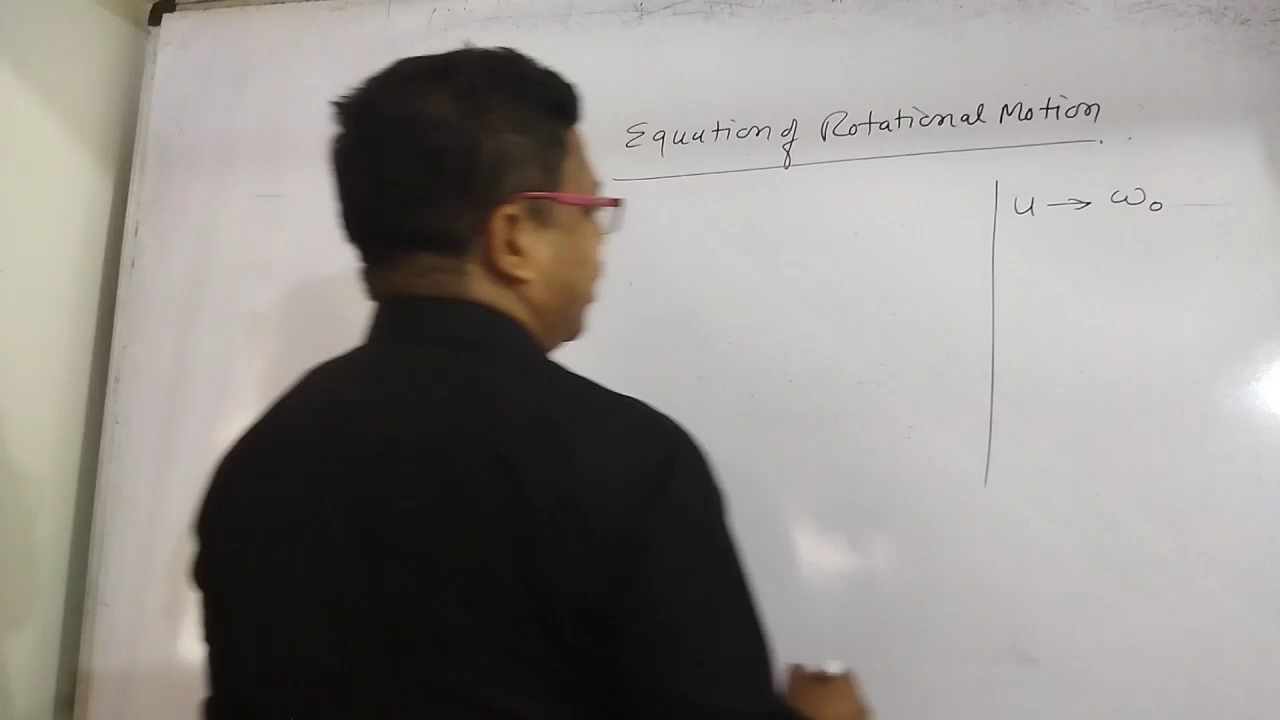 Equation of Rotational Motion
u → ω₀